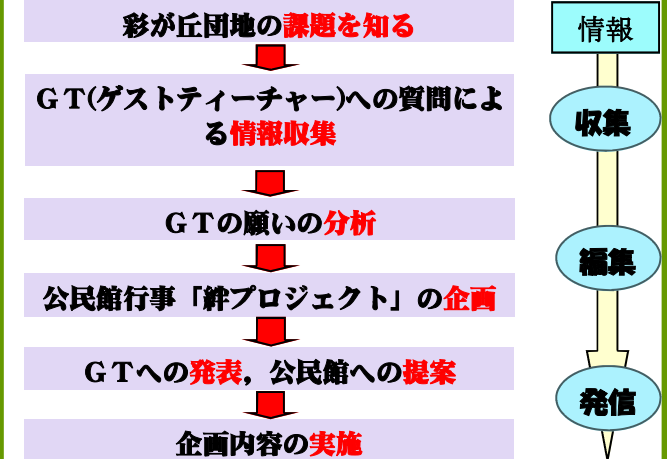 彩が丘団地の課題を知る
ＧＴ(ゲストティーチャー)への質問によ
る情報収集
ＧＴの願いの分析
公民館行事「絆プロジェクト」の企画
ＧＴへの発表，公民館への提案
企画内容の実施
情報
収集
編集
発信